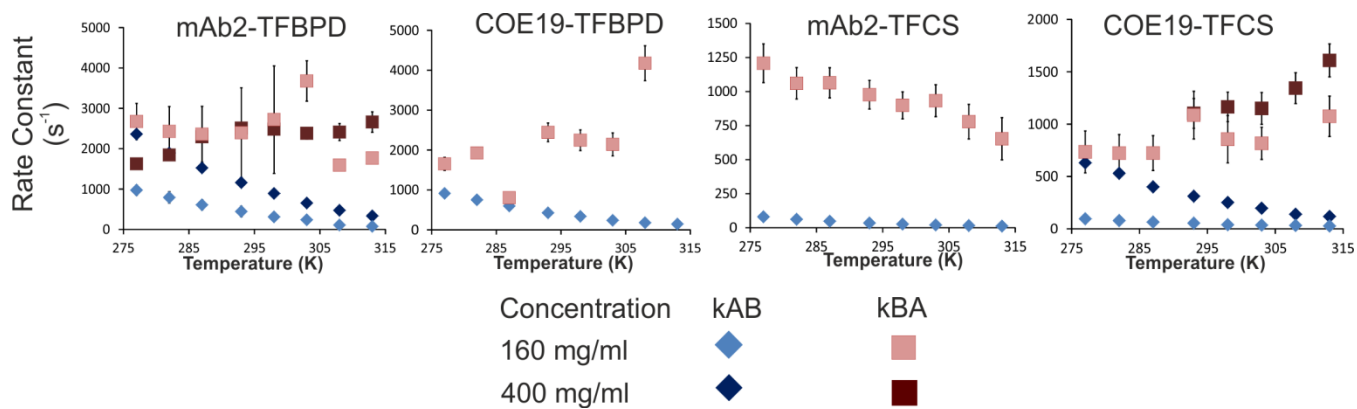 mAb2-TFBPD
COE19-TFBPD
mAb2-TFCS
COE19-TFCS
Rate Constant
(s⁻¹)
5000
4000
3000
2000
1000
0
275 285 295 305 315
Temperature (K)
5000
4000
3000
2000
1000
0
275 285 295 305 315
Temperature (K)
1500
1250
1000
750
500
250
0
275 285 295 305 315
Temperature (K)
2000
1500
1000
500
0
275 285 295 305 315
Temperature (K)
Concentration kAB kBA
160 mg/ml
400 mg/ml